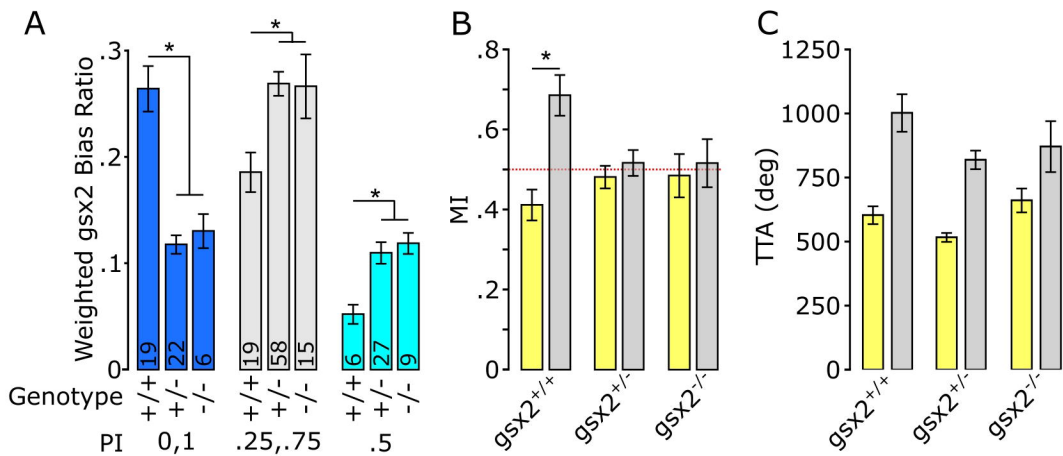 A
Weighted gsx2 Bias Ratio
.3
.2
.1
0
*
*
*
19
22
6
19
58
15
6
27
9
Genotype
+/+
+/-
-/-
+/+
+/-
-/-
+/+
+/-
-/-
PI
0,1
.25,.75
.5
B
MI
.8
.6
.4
.2
0
*
gsx2+/+
gsx2+/-
gsx2-/-
C
TTA (deg)
1250
1000
750
500
250
0
gsx2+/+
gsx2+/-
gsx2-/-